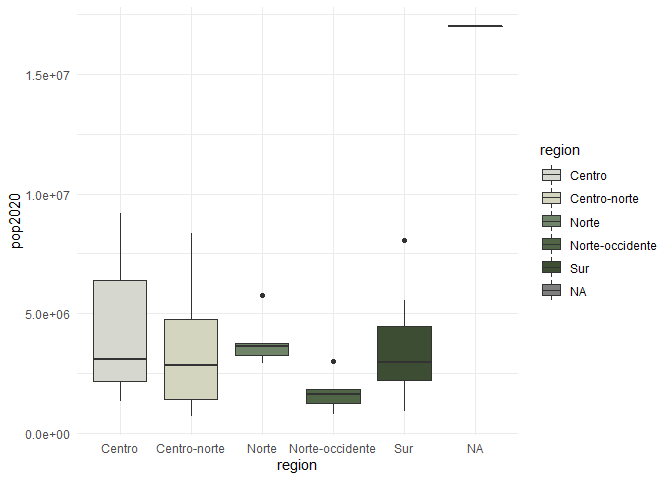 1.5e+07
1.0e+07
5.0e+06
0.0e+00
pop2020
Centro Centro-norte Norte Norte-occidente Sur NA
region
region
Centro
Centro-norte
Norte
Norte-occidente
Sur
NA